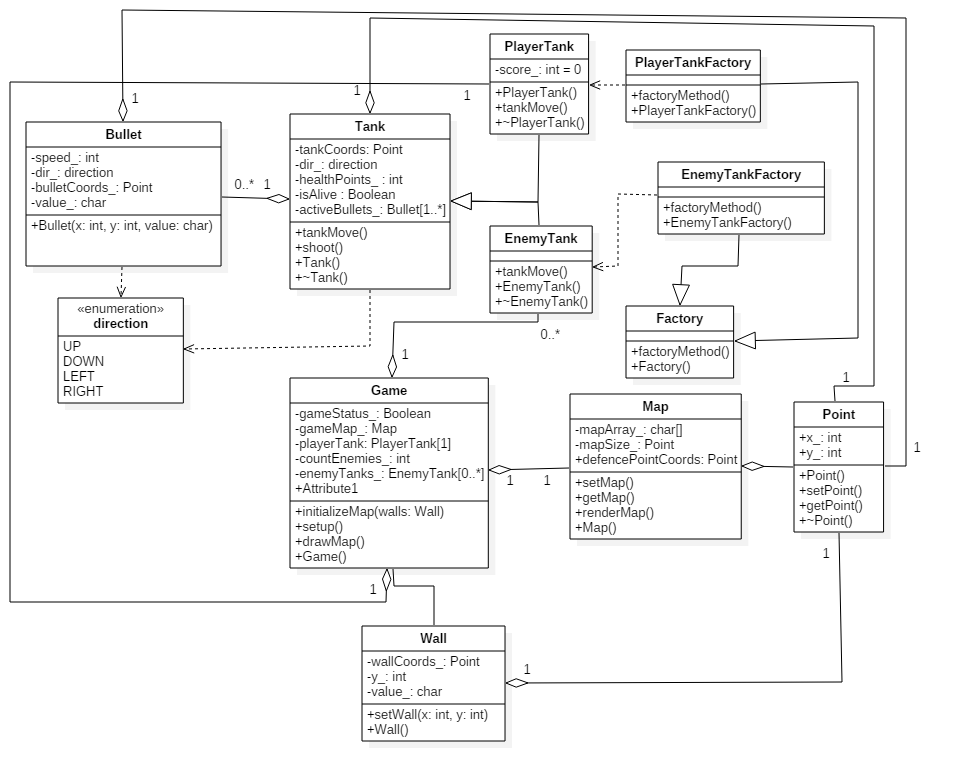 PlayerTank
-score_: int = 0
+PlayerTank()
+tankMove()
+~PlayerTank()
PlayerTankFactory
+factoryMethod()
+PlayerTankFactory()
1
1
1
Bullet
-speed_: int
-dir_: direction
-bulletCoords_: Point
-value_: char
+Bullet(x: int, y: int, value: char)
0..*
1
Tank
-tankCoords: Point
-dir_: direction
-healthPoints_ : int
-isAlive : Boolean
-activeBullets_: Bullet[1..*]
+tankMove()
+shoot()
+Tank()
+~Tank()
EnemyTankFactory
+factoryMethod()
+EnemyTankFactory()
EnemyTank
+tankMove()
+EnemyTank()
+~EnemyTank()
0..*
«enumeration»
direction
UP
DOWN
LEFT
RIGHT
Factory
+factoryMethod()
+Factory()
1
1
Game
-gameStatus_: Boolean
-gameMap_: Map
-playerTank: PlayerTank[1]
-countEnemies_: int
-enemyTanks_: EnemyTank[0..*]
+Attribute1
+initializeMap(walls: Wall)
+setup()
+drawMap()
+Game()
1
1
Map
-mapArray_: char[]
-mapSize_: Point
+defencePointCoords: Point
+setMap()
+getMap()
+renderMap()
+Map()
Point
+x_: int
+y_: int
+Point()
+setPoint()
+getPoint()
+~Point()
1
1
1
Wall
-wallCoords_: Point
-y_: int
-value_: char
+setWall(x: int, y: int)
+Wall()
1